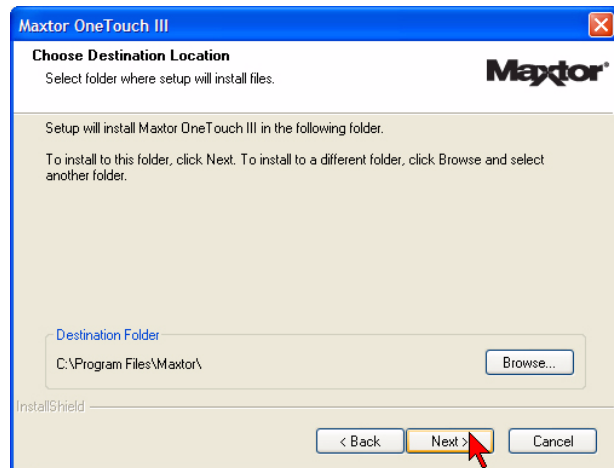 Maxtor OneTouch III
Choose Destination Location
Select folder where setup will install files.
Maxtor
Setup will install Maxtor OneTouch III in the following folder.
To install to this folder, click Next. To install to a different folder, click Browse and select
another folder.
Destination Folder
C:\Program Files\Maxtor\
Browse...
InstallShield
< Back
Next >
Cancel